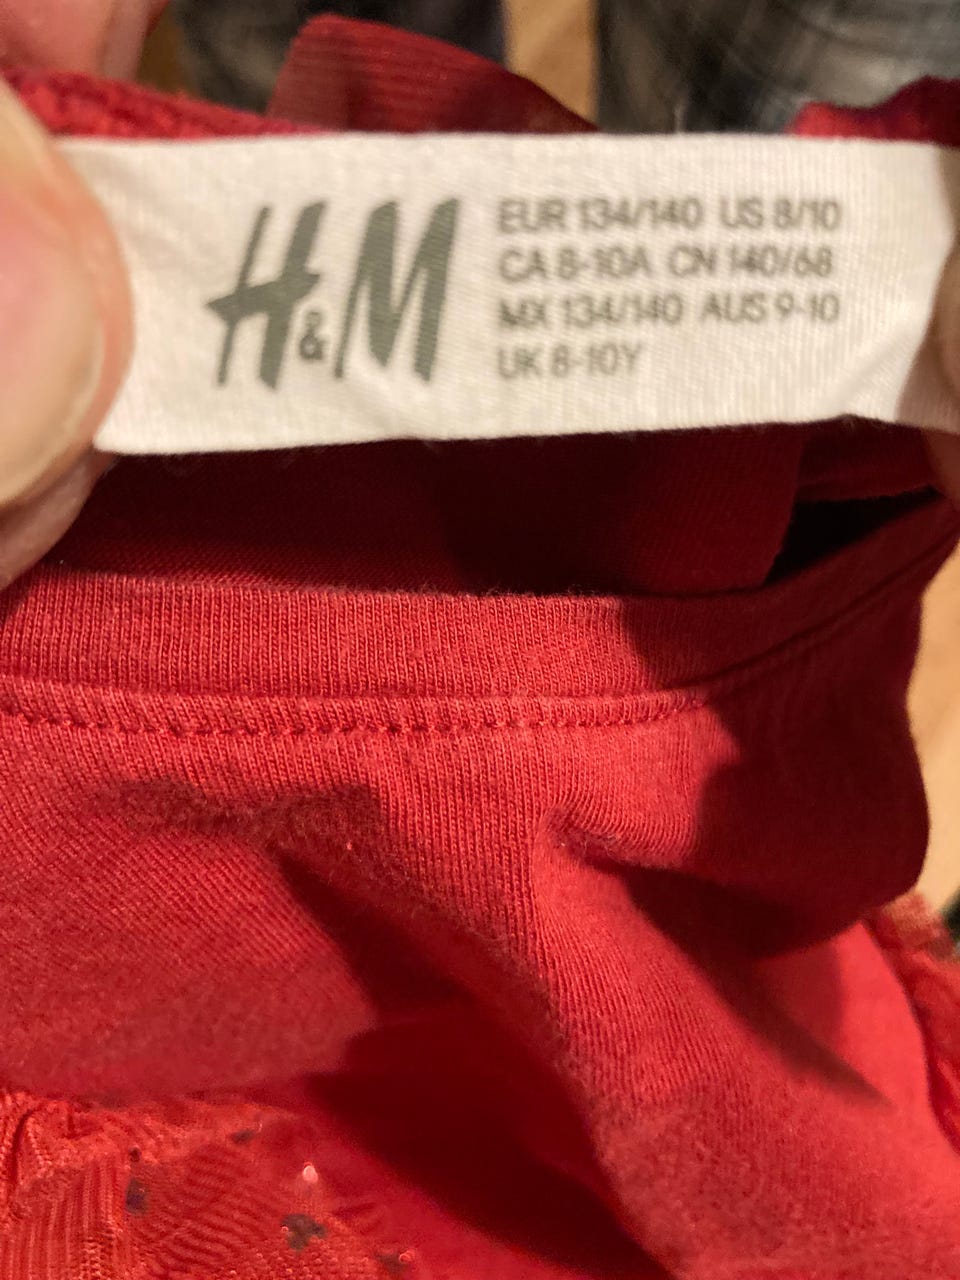 H&M
EUR 134/140 US 8/10
CA 8-10A CN 140/68
MX 134/140 AUS 9-10
UK 8-10Y